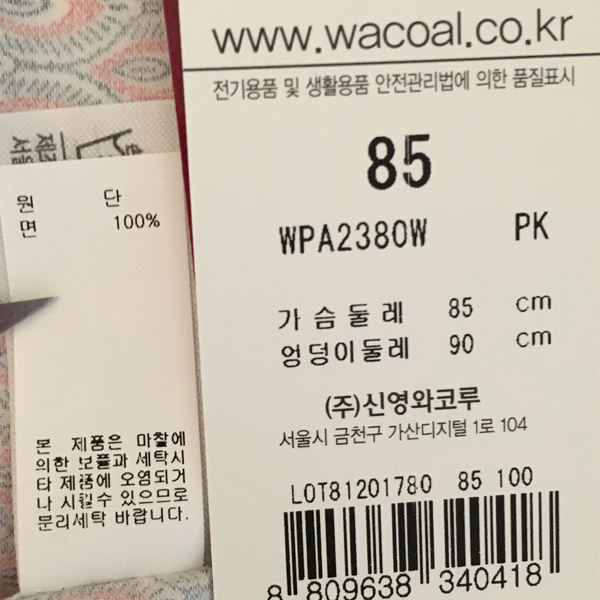 www.wacoal.co.kr
전기용품 및 생활용품 안전관리법에 의한 품질표시
85
WPA2380W PK
가슴둘레 85 cm
엉덩이둘레 90 cm
(주)신영와코루
서울시 금천구 가산디지털 1로 104
LOT81201780 85 100
8 809638 340418
원 단
면 100%
본 제품은 마찰에
의한 보풀과 세탁시
타 제품에 오염되거
나 시킬수 있으므로
분리세탁 바랍니다.